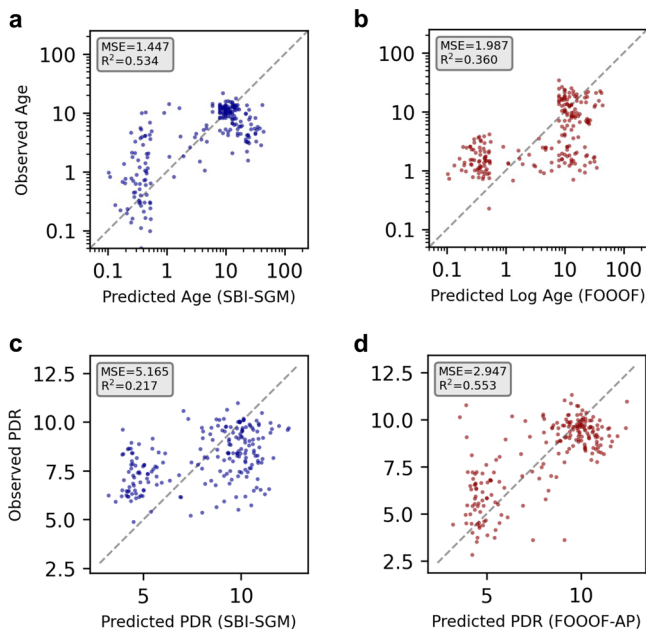 a
MSE=1.447
R²=0.534
100
10
1
0.1
Observed Age
0.1 1 10 100
Predicted Age (SBI-SGM)
b
MSE=1.987
R²=0.360
100
10
1
0.1
0.1 1 10 100
Predicted Log Age (FOOOF)
c
MSE=5.165
R²=0.217
12.5
10.0
7.5
5.0
2.5
Observed PDR
5 10
Predicted PDR (SBI-SGM)
d
MSE=2.947
R²=0.553
12.5
10.0
7.5
5.0
2.5
5 10
Predicted PDR (FOOOF-AP)